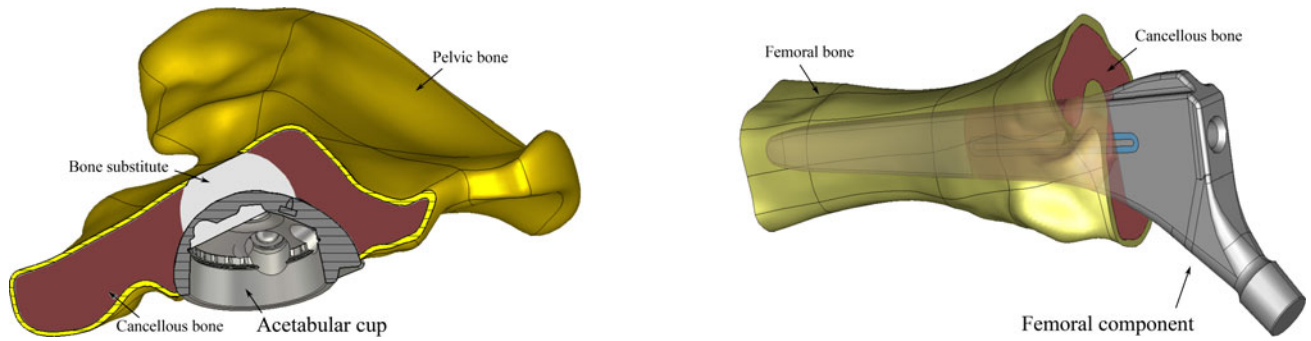 Pelvic bone
Bone substitute
Cancellous bone
Acetabular cup
Femoral bone
Cancellous bone
Femoral component